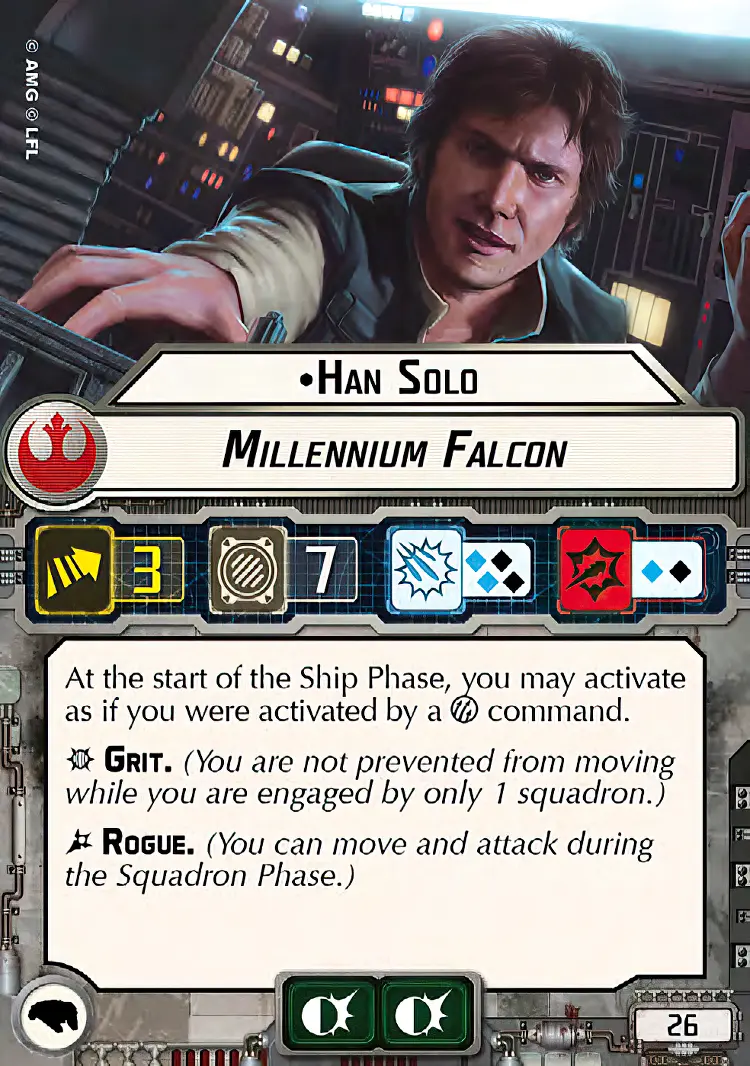 © AMG © LFL
•Han Solo
Millennium Falcon
3
7
At the start of the Ship Phase, you may activate
as if you were activated by a command.
Grit. (You are not prevented from moving
while you are engaged by only 1 squadron.)
Rogue. (You can move and attack during
the Squadron Phase.)
26